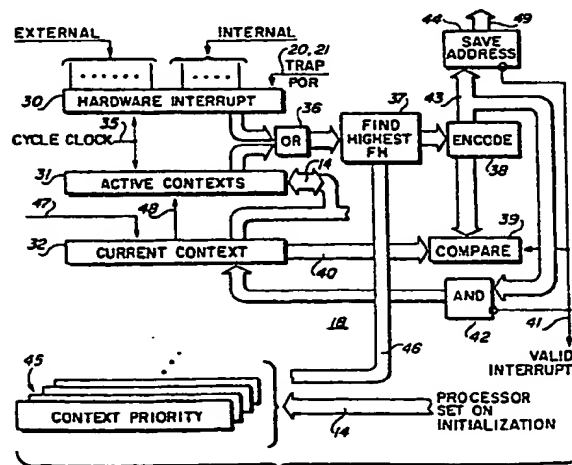 EXTERNAL
INTERNAL
20, 21
TRAP
POR
30
HARDWARE INTERRUPT
35
CYCLE CLOCK
36
OR
37
FIND
HIGHEST
FH
44
49
SAVE
ADDRESS
43
ENCODE
38
31
ACTIVE CONTEXTS
14
47
48
32
CURRENT CONTEXT
40
39
COMPARE
AND
42
41
18
46
VALID
INTERRUPT
45
CONTEXT PRIORITY
14
PROCESSOR
SET ON
INITIALIZATION